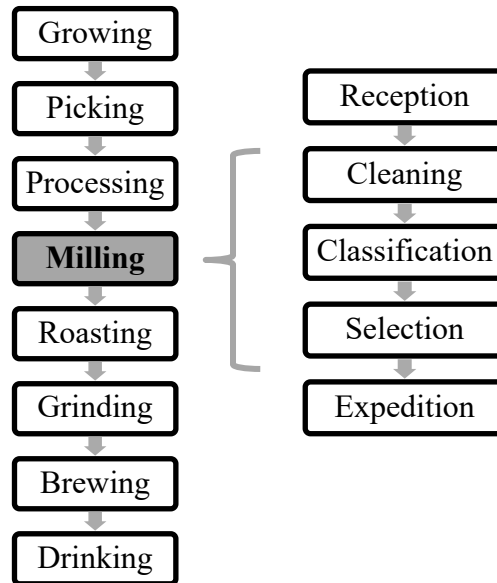 Growing
Picking
Processing
Milling
Roasting
Grinding
Brewing
Drinking
Reception
Cleaning
Classification
Selection
Expedition